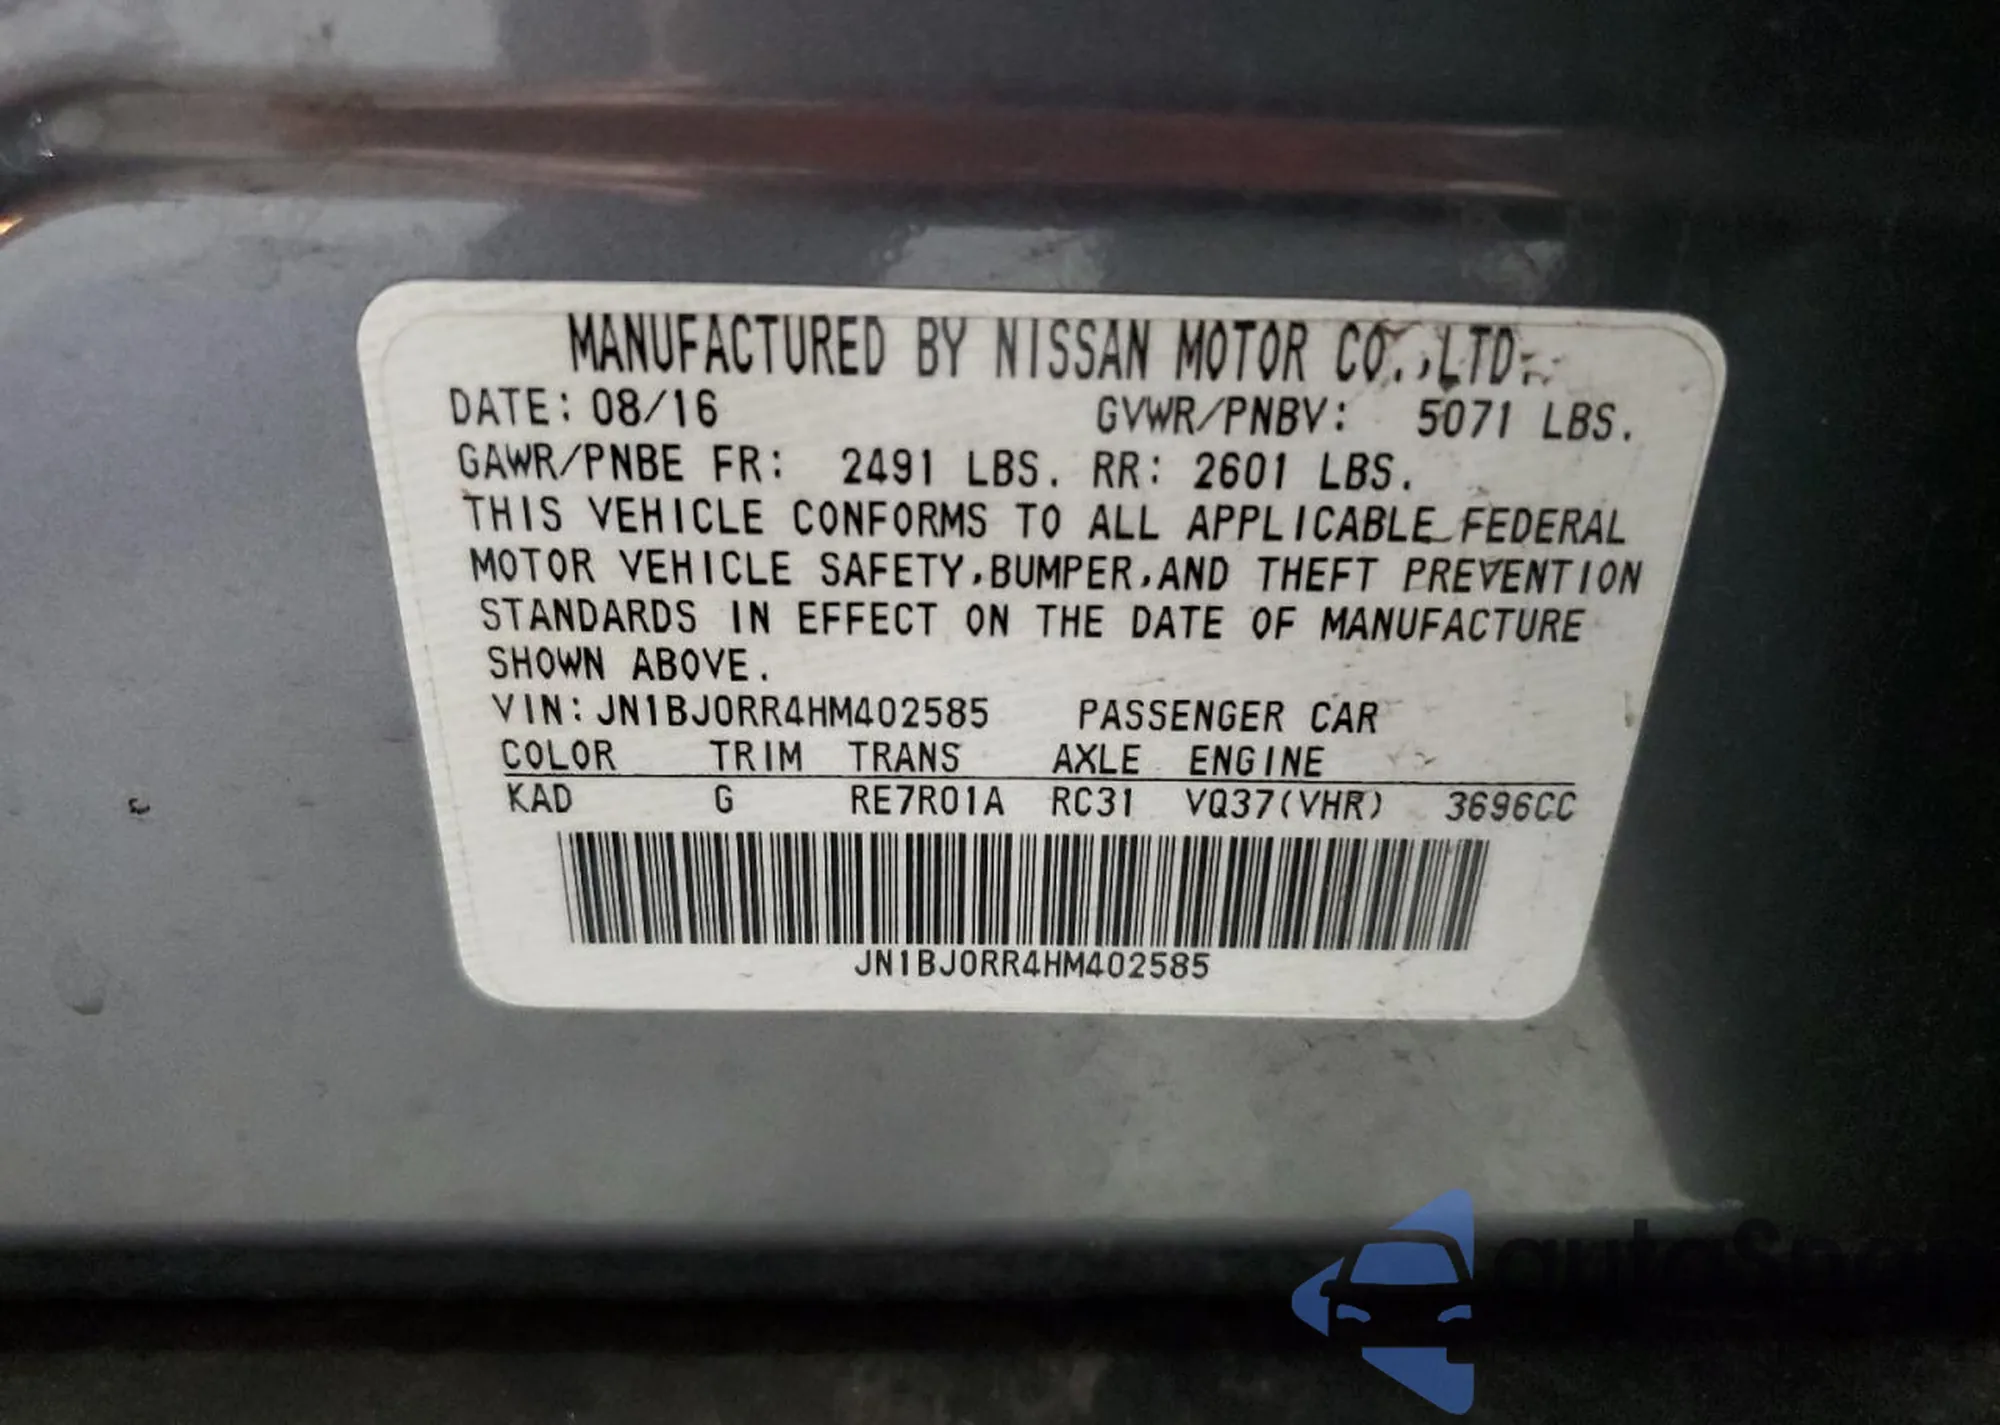 MANUFACTURED BY NISSAN MOTOR CO.,LTD.
DATE: 08/16 GVWR/PNBV: 5071 LBS.
GAWR/PNBE FR: 2491 LBS. RR: 2601 LBS.
THIS VEHICLE CONFORMS TO ALL APPLICABLE FEDERAL
MOTOR VEHICLE SAFETY,BUMPER,AND THEFT PREVENTION
STANDARDS IN EFFECT ON THE DATE OF MANUFACTURE
SHOWN ABOVE.
VIN: JN1BJ0RR4HM402585 PASSENGER CAR
COLOR TRIM TRANS AXLE ENGINE
KAD G RE7R01A RC31 VQ37(VHR) 3696CC
JN1BJ0RR4HM402585